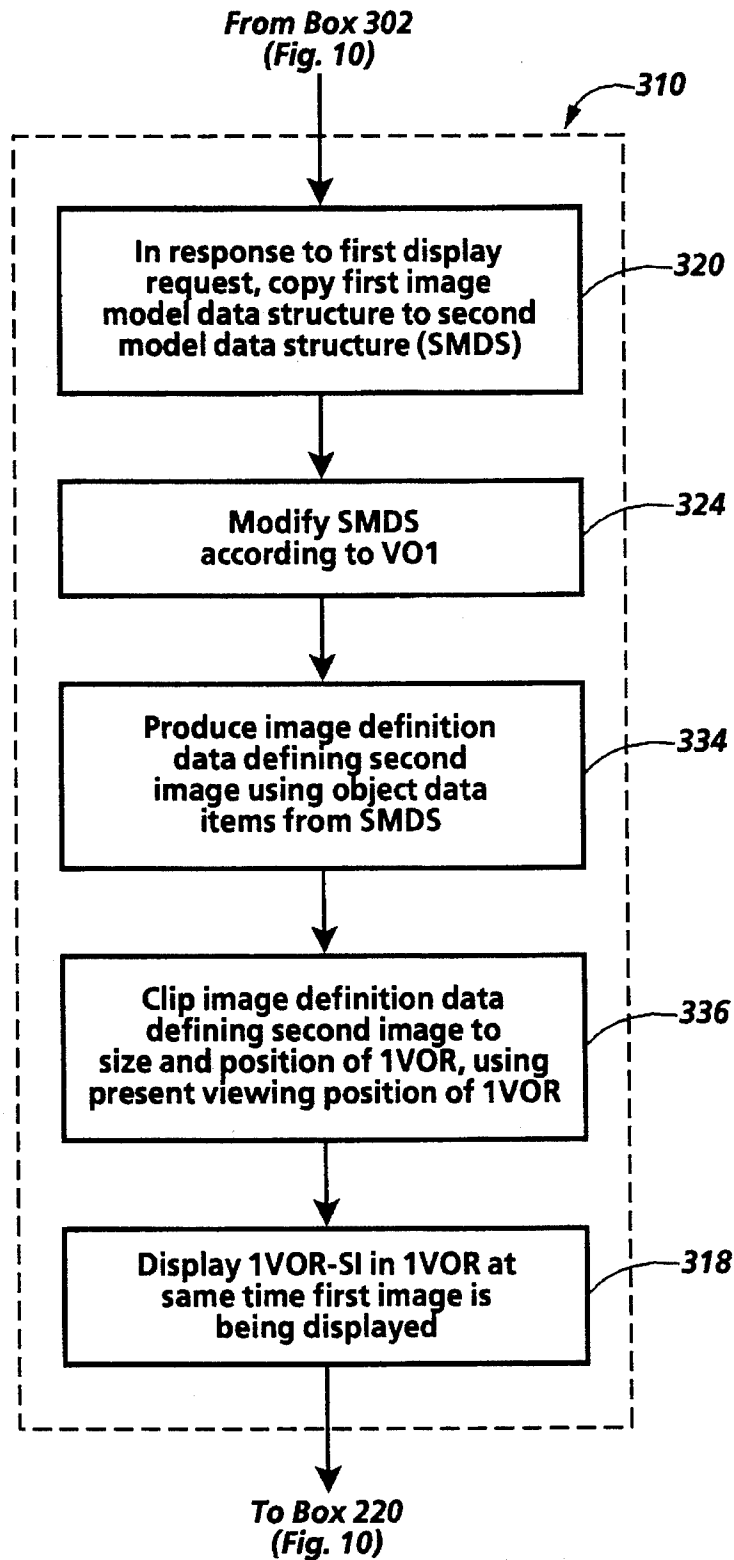 From Box 302
(Fig. 10)
310
In response to first display
request, copy first image
model data structure to second
model data structure (SMDS)
320
Modify SMDS
according to VO1
324
Produce image definition
data defining second
image using object data
items from SMDS
334
Clip image definition data
defining second image to
size and position of 1VOR, using
present viewing position of 1VOR
336
Display 1VOR-SI in 1VOR at
same time first image is
being displayed
318
To Box 220
(Fig. 10)